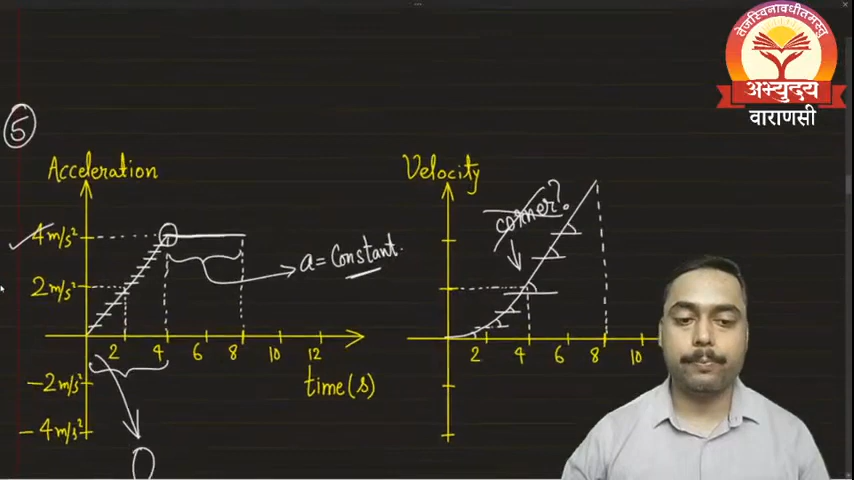 तेजस्विनावधीतमस्तु
अभ्युदय
वाराणसी
5
Acceleration
4m/s²
2m/s²
-2m/s²
-4m/s²
2 4 6 8 10 12
time(s)
a = Constant.
Velocity
corner?
2 4 6 8 10